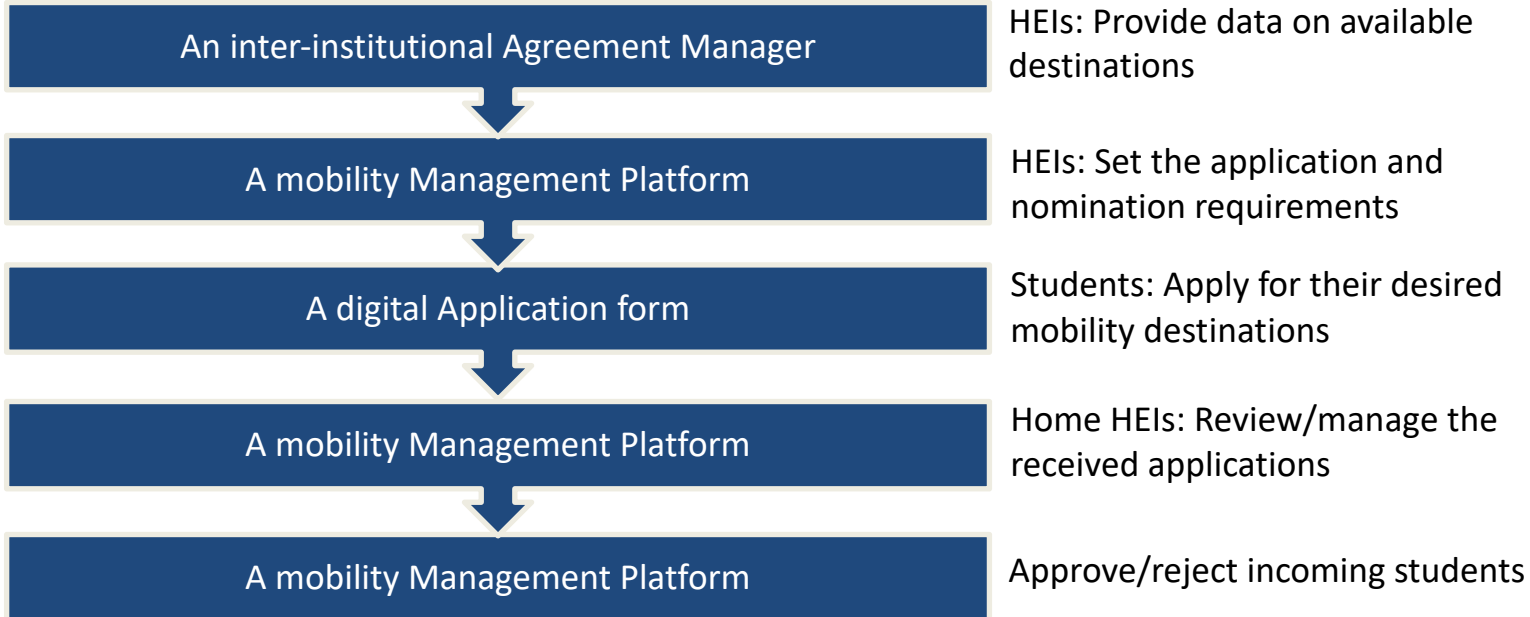 An inter-institutional Agreement Manager
HEIs: Provide data on available
destinations
A mobility Management Platform
HEIs: Set the application and
nomination requirements
A digital Application form
Students: Apply for their desired
mobility destinations
A mobility Management Platform
Home HEIs: Review/manage the
received applications
A mobility Management Platform
Approve/reject incoming students